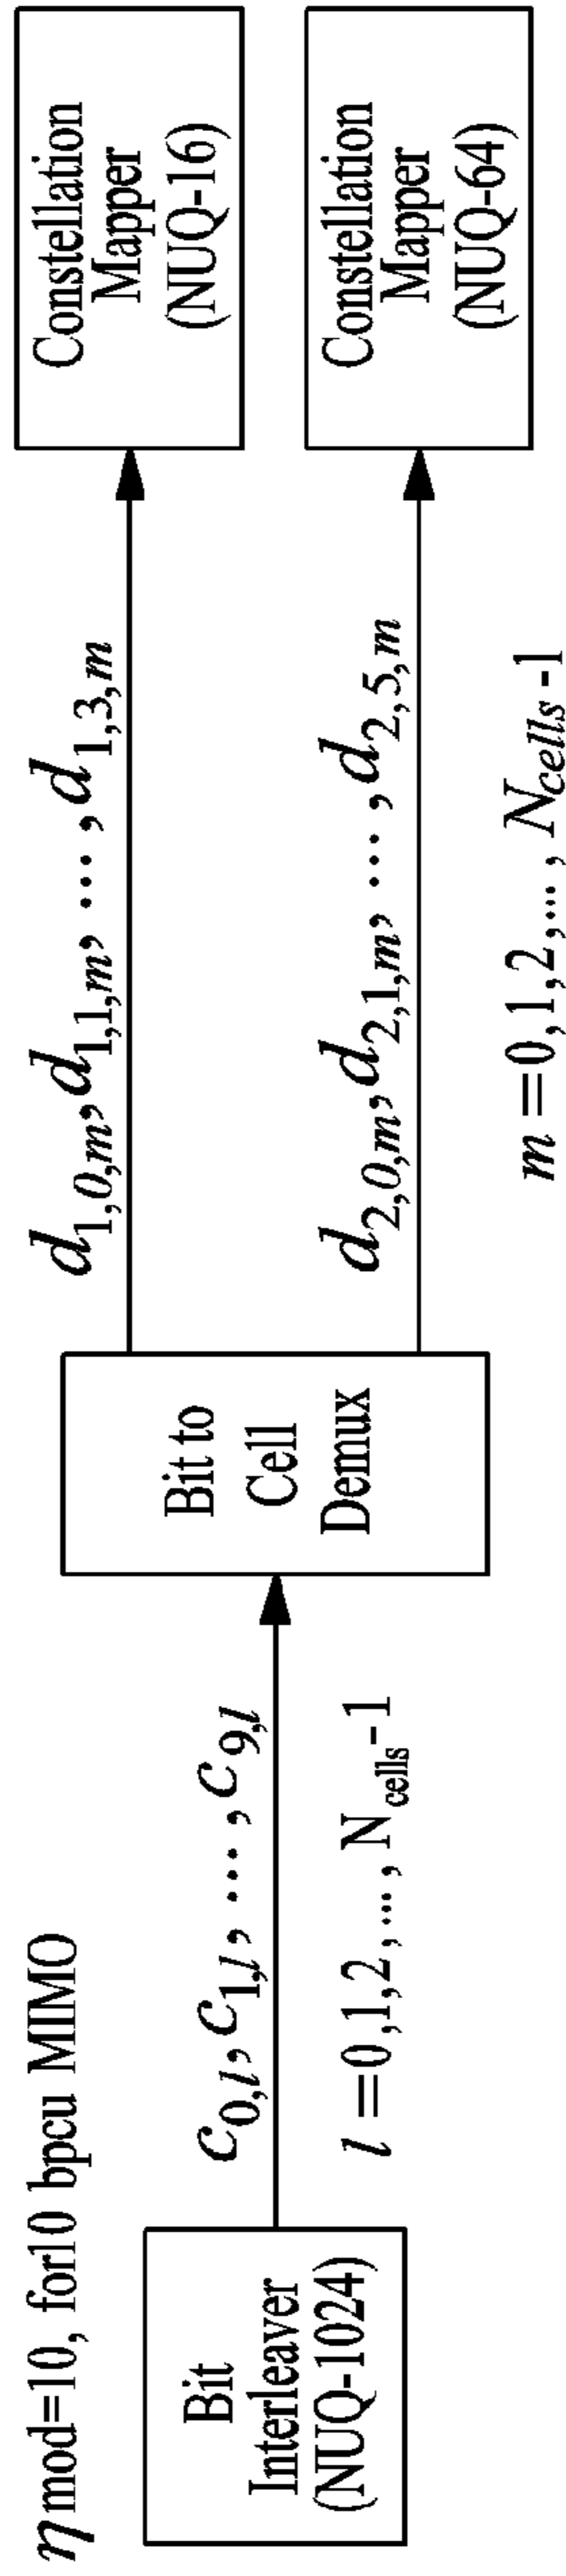 η mod=10, for10 bpcu MIMO
Bit
Interleaver
(NUQ-1024)
c0,l, c1,l, ... , c9,l
l =0,1,2 ,... , Ncells-1
Bit to
Cell
Demux
d1,0,m, d1,1,m, ... , d1,3,m
d2,0,m, d2,1,m, ... , d2,5,m
m =0,1,2 ,... , Ncells -1
Constellation
Mapper
(NUQ-16)
Constellation
Mapper
(NUQ-64)